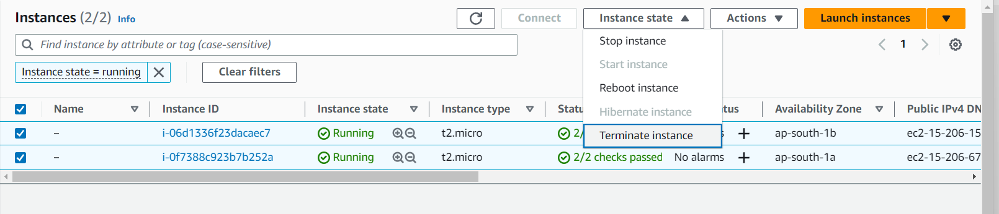 Instances (2/2) Info
Connect
Instance state
Actions
Launch instances
Find instance by attribute or tag (case-sensitive)
1
Instance state = running
Clear filters
Stop instance
Start instance
Reboot instance
Hibernate instance
Terminate instance
Name Instance ID Instance state Instance type Availability Zone Public IPv4 DN
– i-06d1336f23dacaec7 Running t2.micro 2/ ap-south-1b ec2-15-206-15
– i-0f7388c923b7b252a Running t2.micro 2/2 checks passed No alarms ap-south-1a ec2-15-206-67